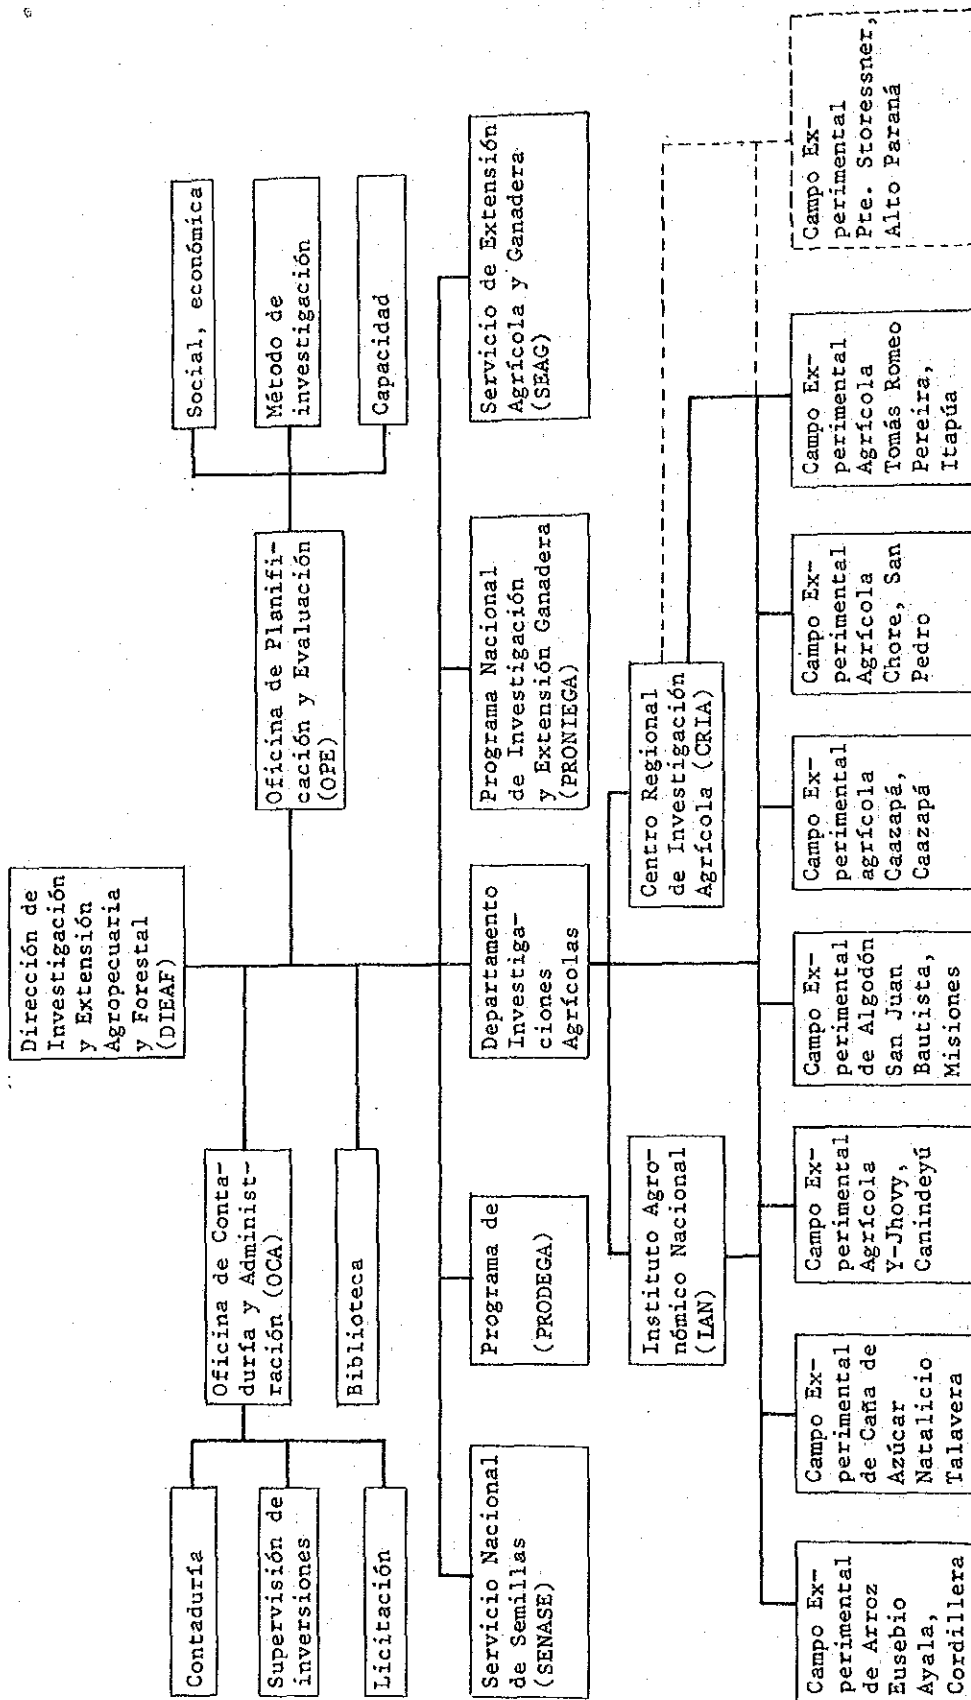 Dirección de
Investigación
y Extensión
Agropecuaria
y Forestal
(DIEAF)
Oficina de Conta-
duría y Administ-
ración (OCA)
Contaduría
Supervisión de
inversiones
Licitación
Biblioteca
Oficina de Planifi-
cación y Evaluación
(OPE)
Social, económica
Método de
investigación
Capacidad
Servicio Nacional
de Semillas
(SENASE)
Programa de
(PRODEGA)
Departamento
Investiga-
ciones
Agrícolas
Programa Nacional
de Investigación
y Extensión Ganadera
(PRONIEGA)
Servicio de Extensión
Agrícola y Ganadera
(SEAG)
Instituto Agro-
nómico Nacional
(IAN)
Centro Regional
de Investigación
Agrícola (CRIA)
Campo Ex-
perimental
de Arroz
Eusebio
Ayala,
Cordillera
Campo Ex-
perimental
de Caña de
Azúcar
Natalicio
Talavera
Campo Ex-
perimental
Agrícola
Y-Jhovy,
Canindeyú
Campo Ex-
perimental
de Algodón
San Juan
Bautista,
Misiones
Campo Ex-
perimental
agrícola
Caazapá,
Caazapá
Campo Ex-
perimental
Agrícola
Chore, San
Pedro
Campo Ex-
perimental
Agrícola
Tomás Romeo
Pereira,
Itapúa
Campo Ex-
perimental
Pte. Storessner,
Alto Paraná